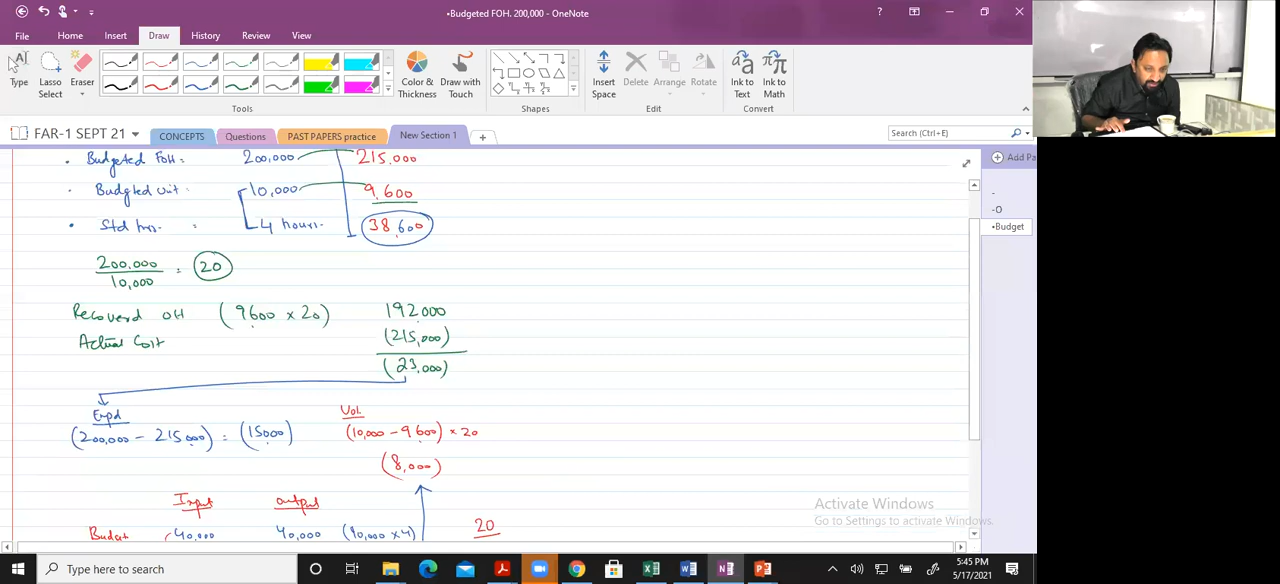 •Budgeted FOH. 200,000 - OneNote
?
File Home Insert Draw History Review View
Type
Lasso Select
Eraser
Color & Thickness
Draw with Touch
Insert Space
Delete
Arrange
Rotate
Ink to Text
Ink to Math
Tools
Shapes
Edit
Convert
FAR-1 SEPT 21
CONCEPTS
Questions
PAST PAPERS practice
New Section 1
Search (Ctrl+E)
Add Pa
-
-O
•Budget
• Budgeted FOH: 200,000 215,000
• Budgted Unit: 10,000 9,600
• Std hrs. : 4 hours. 38,600
200,000 / 10,000 : 20
Recoverd OH (9600 × 20) 192,000
Actual Cost (215,000)
(23,000)
Expd Vol.
(200,000 - 215,000) = (15000) (10,000 - 9600) × 20
(8,000)
Input output
20
Budget 40,000 40,000 (10,000 × 4)
Activate Windows
Go to Settings to activate Windows.
Type here to search
5:45 PM
5/17/2021